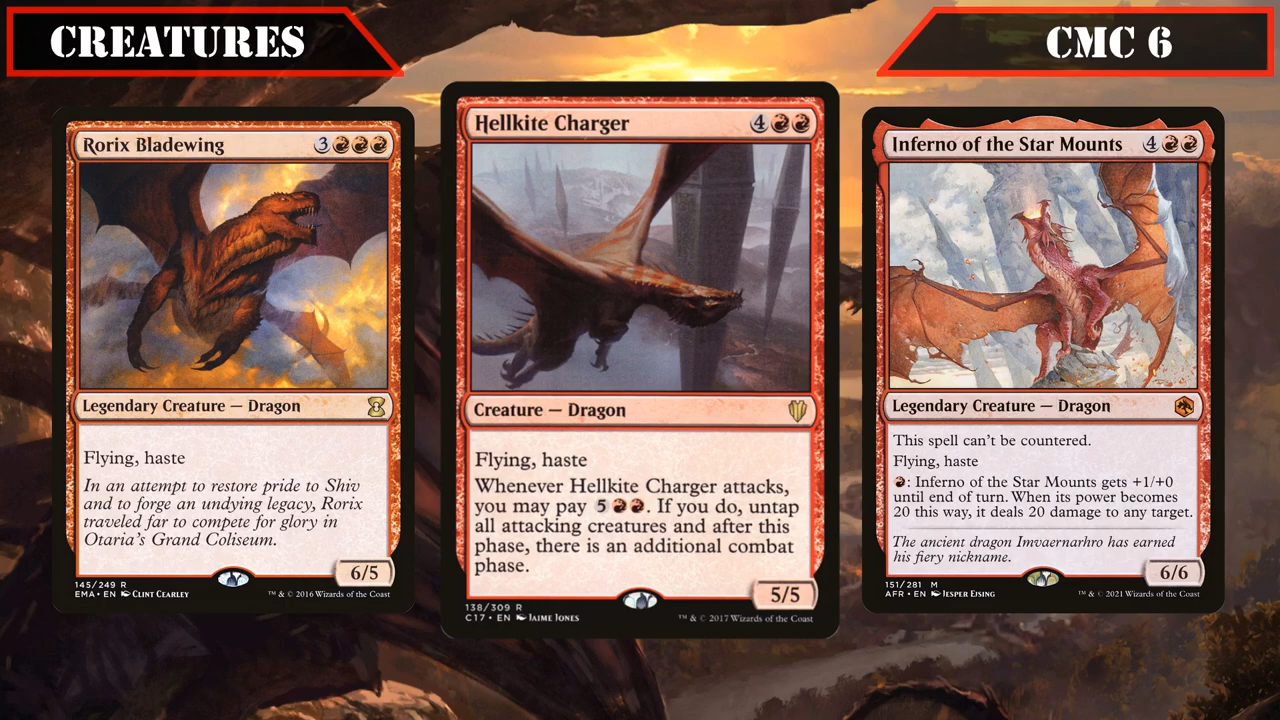 CREATURES
CMC 6
Rorix Bladewing 3
Legendary Creature — Dragon
Flying, haste
In an attempt to restore pride to Shiv
and to forge an undying legacy, Rorix
traveled far to compete for glory in
Otaria's Grand Coliseum.
6/5
145/249 R
EMA • EN Clint Cearley
™ & © 2016 Wizards of the Coast
Hellkite Charger 4
Creature — Dragon
Flying, haste
Whenever Hellkite Charger attacks,
you may pay 5 . If you do, untap
all attacking creatures and after this
phase, there is an additional combat
phase.
5/5
138/309 R
C17 • EN Jaime Jones
™ & © 2017 Wizards of the Coast
Inferno of the Star Mounts 4
Legendary Creature — Dragon
This spell can't be countered.
Flying, haste
: Inferno of the Star Mounts gets +1/+0
until end of turn. When its power becomes
20 this way, it deals 20 damage to any target.
The ancient dragon Imvaernarhro has earned
his fiery nickname.
6/6
151/281 M
AFR • EN Jesper Ejsing
™ & © 2021 Wizards of the Coast